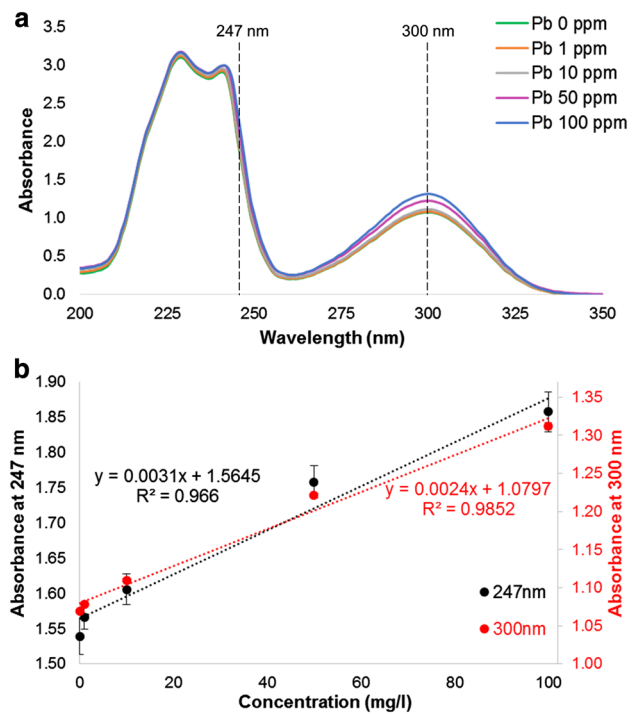 a
247 nm
300 nm
Pb 0 ppm
Pb 1 ppm
Pb 10 ppm
Pb 50 ppm
Pb 100 ppm
3.5
3.0
2.5
2.0
1.5
1.0
0.5
0.0
Absorbance
200 225 250 275 300 325 350
Wavelength (nm)
b
1.90
1.85
1.80
1.75
1.70
1.65
1.60
1.55
1.50
Absorbance at 247 nm
y = 0.0031x + 1.5645
R² = 0.966
y = 0.0024x + 1.0797
R² = 0.9852
247nm
300nm
1.35
1.30
1.25
1.20
1.15
1.10
1.05
1.00
Absorbance at 300 nm
0 20 40 60 80 100
Concentration (mg/l)